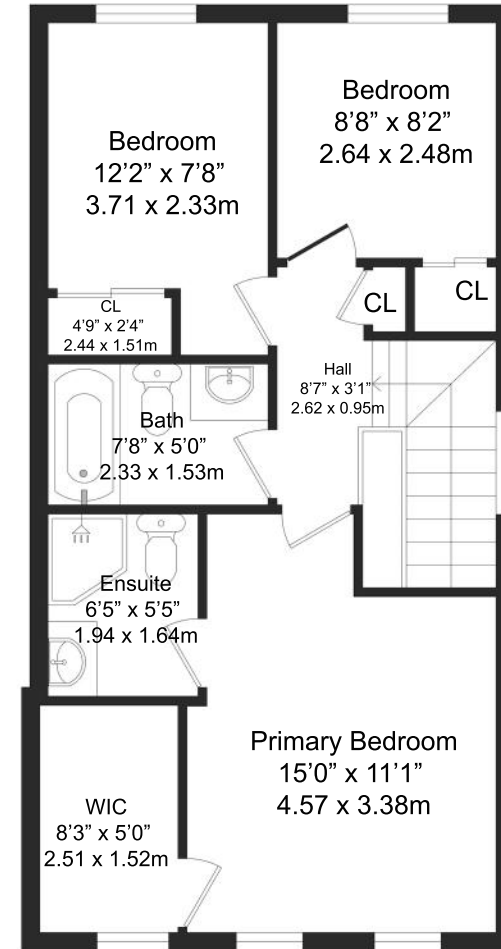 Bedroom
12’2” x 7’8”
3.71 x 2.33m
Bedroom
8’8” x 8’2”
2.64 x 2.48m
CL
4’9” x 2’4”
2.44 x 1.51m
CL
CL
Hall
8’7” x 3’1”
2.62 x 0.95m
Bath
7’8” x 5’0”
2.33 x 1.53m
Ensuite
6’5” x 5’5”
1.94 x 1.64m
Primary Bedroom
15’0” x 11’1”
4.57 x 3.38m
WIC
8’3” x 5’0”
2.51 x 1.52m